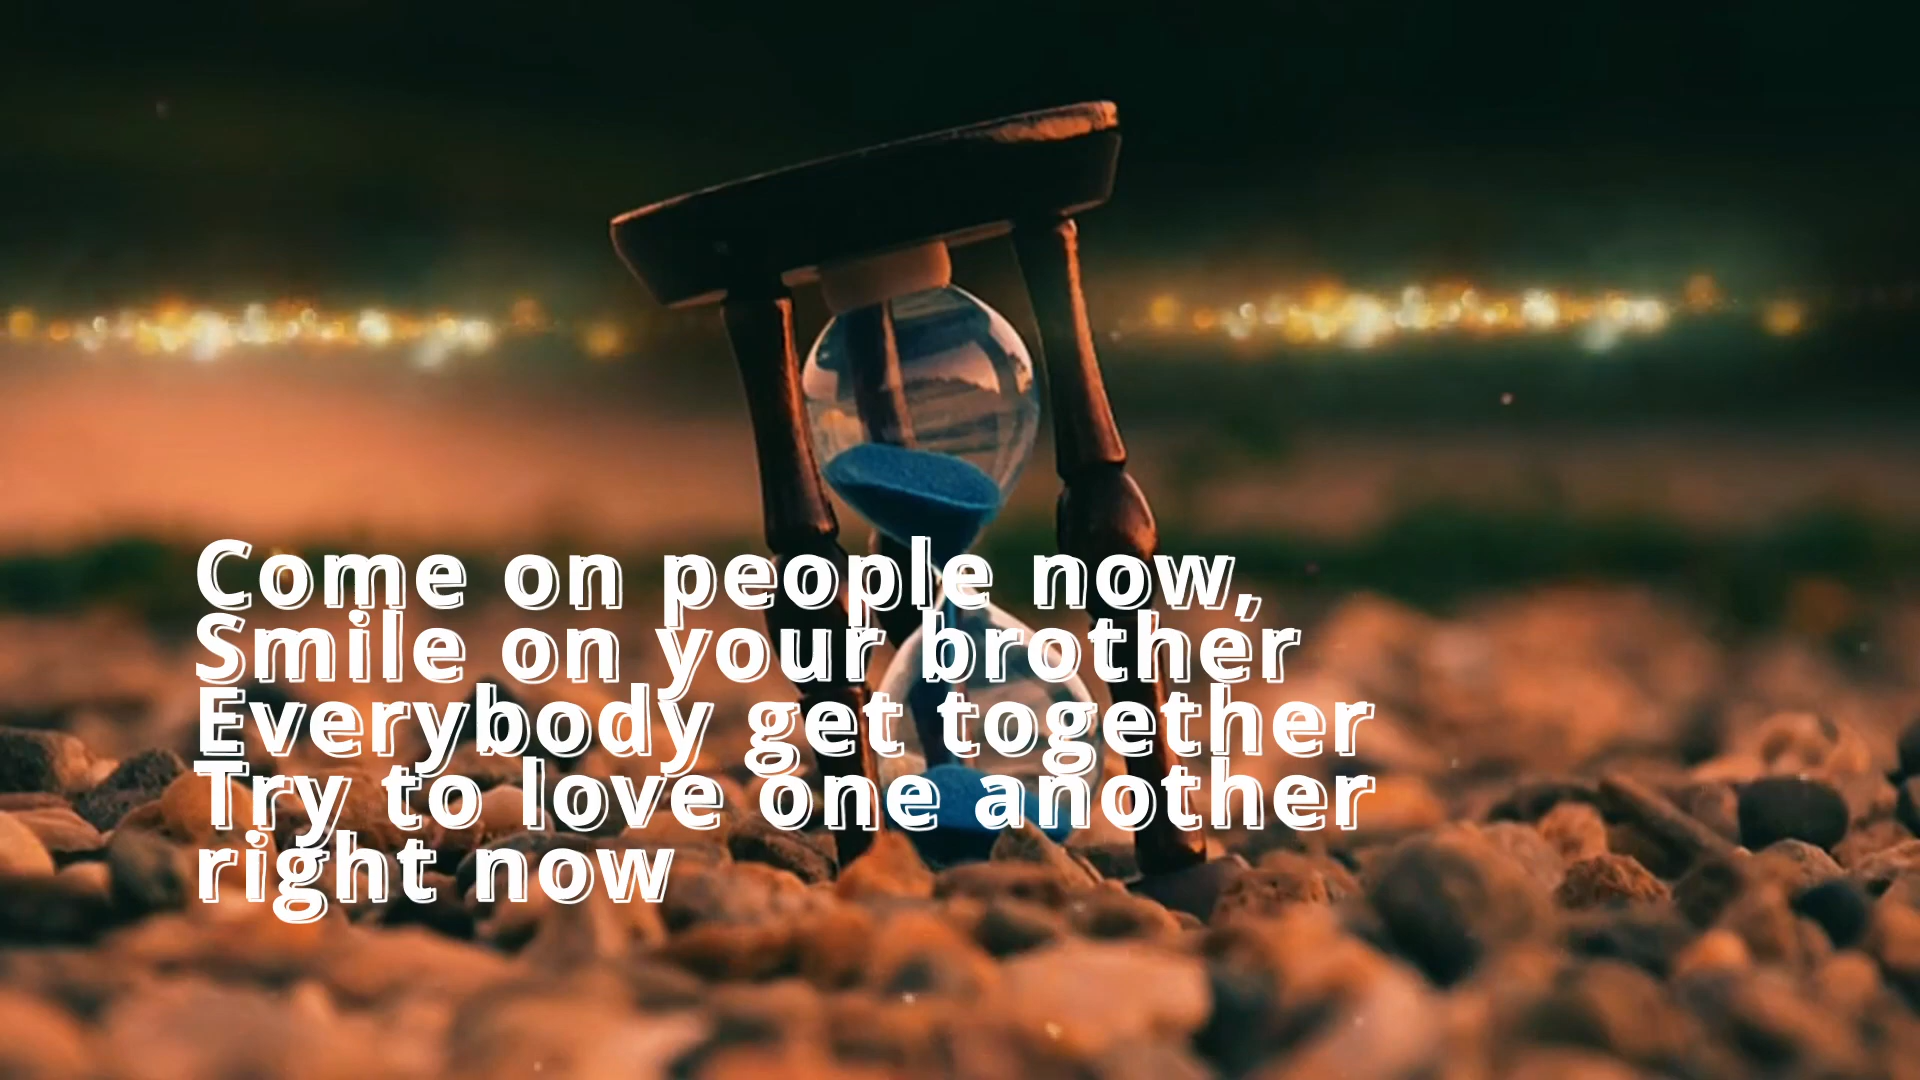 Come on people now,
Smile on your brother
Everybody get together
Try to love one another
right now